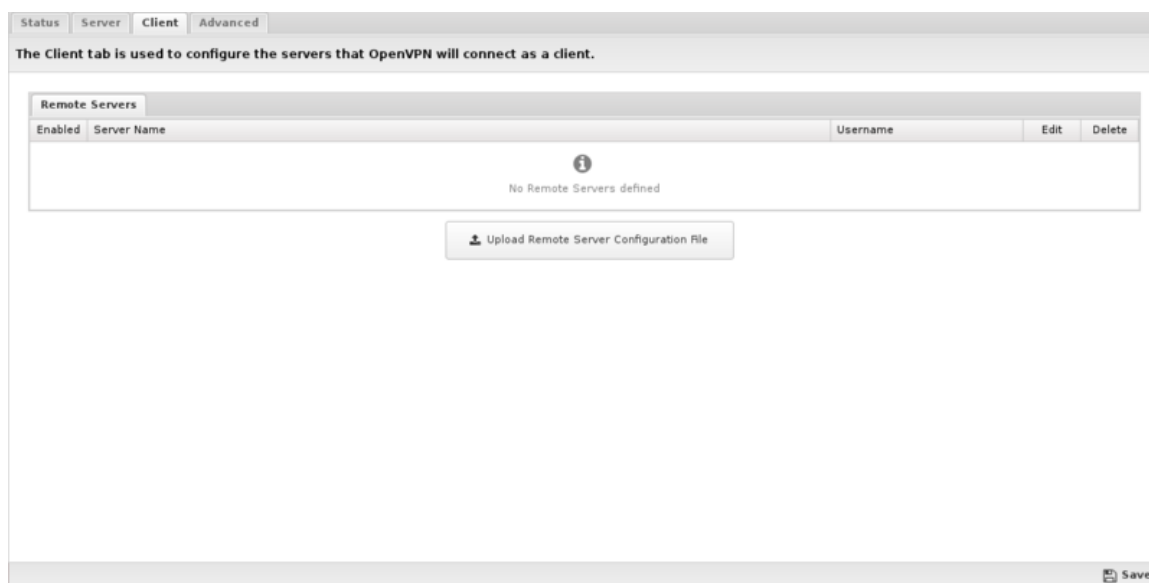 Status Server Client Advanced
The Client tab is used to configure the servers that OpenVPN will connect as a client.
Remote Servers
Enabled Server Name Username Edit Delete
No Remote Servers defined
Upload Remote Server Configuration File
Save